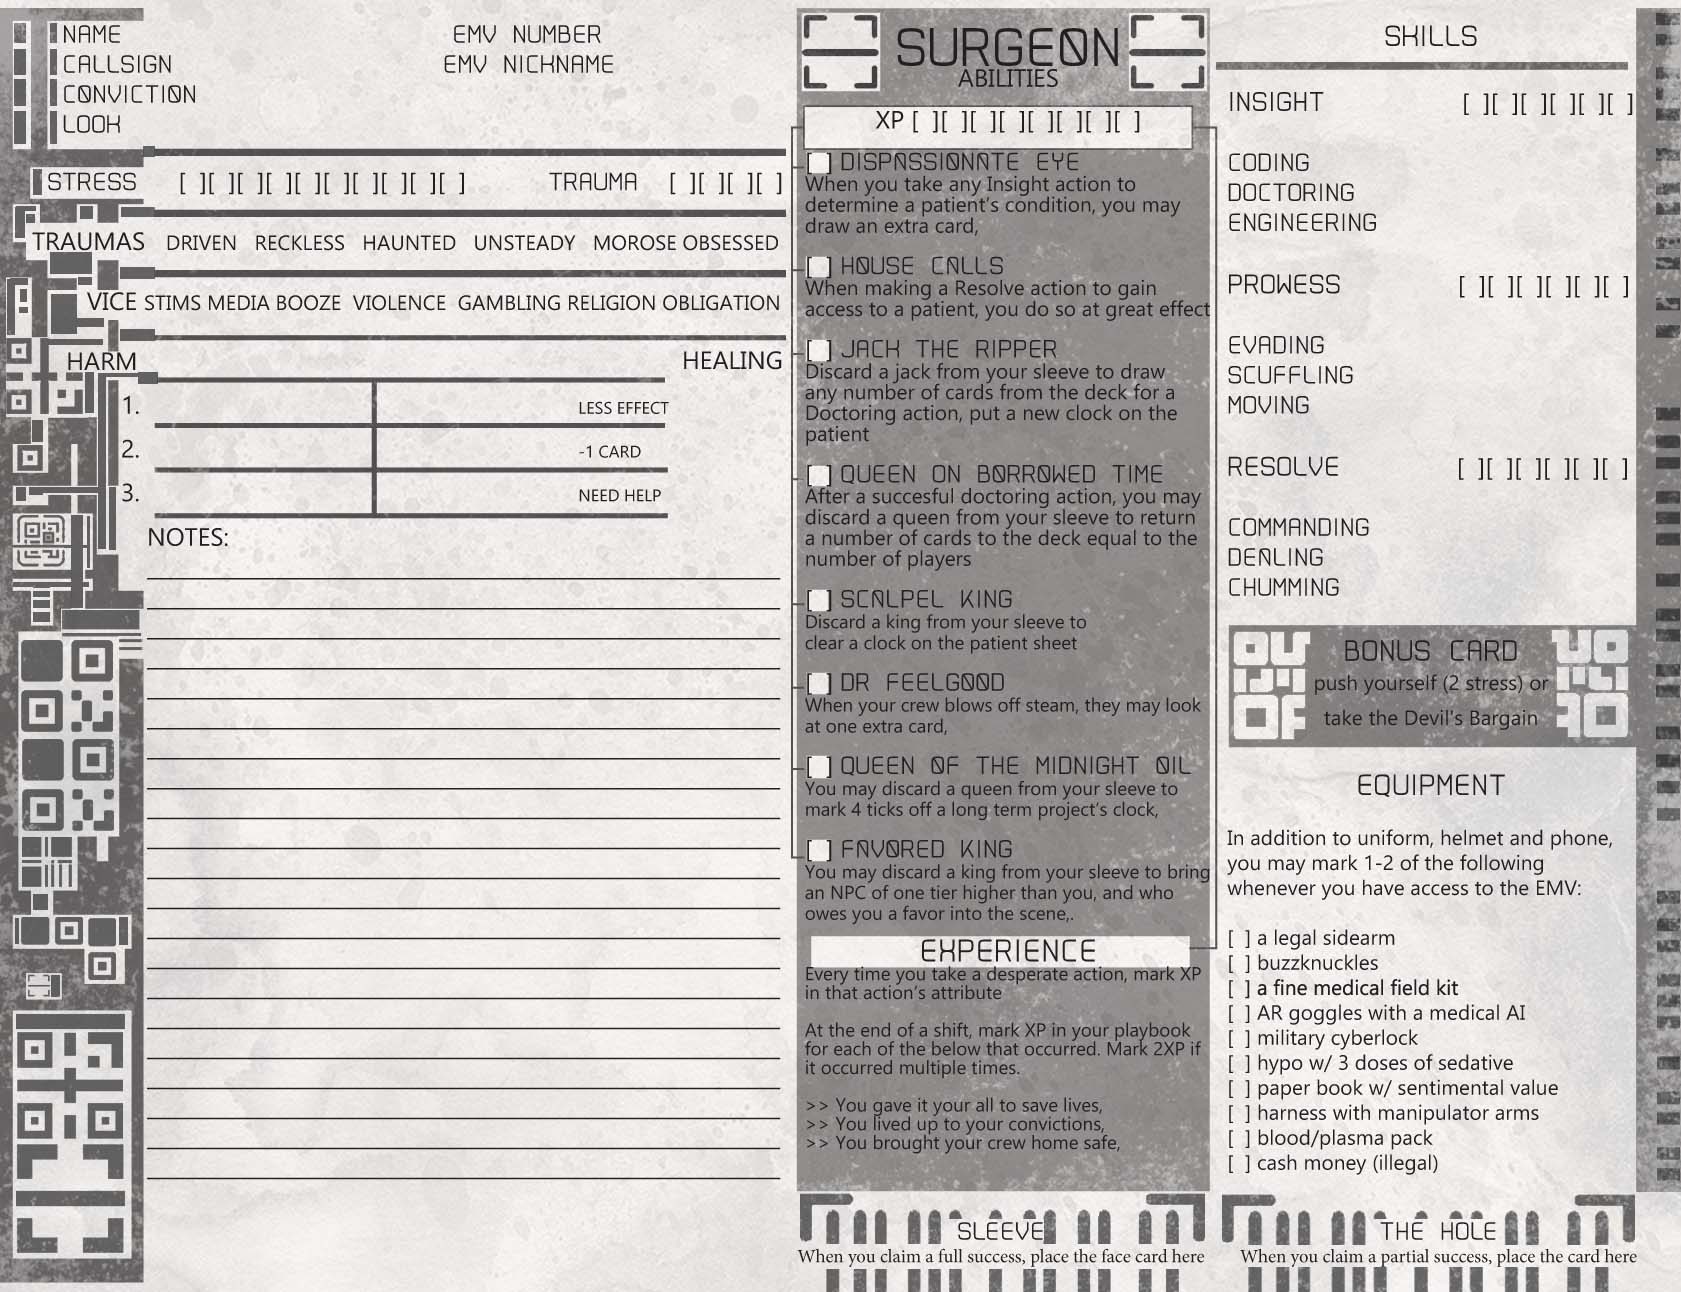 NAME
CALLSIGN
CONVICTION
LOOK
EMV NUMBER
EMV NICKNAME
STRESS [ ][ ][ ][ ][ ][ ][ ][ ][ ][ ] TRAUMA [ ][ ][ ][ ]
TRAUMAS DRIVEN RECKLESS HAUNTED UNSTEADY MOROSE OBSESSED
VICE STIMS MEDIA BOOZE VIOLENCE GAMBLING RELIGION OBLIGATION
HARM HEALING
1. LESS EFFECT
2. -1 CARD
3. NEED HELP
NOTES:
SURGEON
ABILITIES
XP [ ][ ][ ][ ][ ][ ][ ][ ]
[ ] DISPASSIONATE EYE
When you take any Insight action to
determine a patient's condition, you may
draw an extra card,
[ ] HOUSE CALLS
When making a Resolve action to gain
access to a patient, you do so at great effect
[ ] JACK THE RIPPER
Discard a jack from your sleeve to draw
any number of cards from the deck for a
Doctoring action, put a new clock on the
patient
[ ] QUEEN ON BORROWED TIME
After a succesful doctoring action, you may
discard a queen from your sleeve to return
a number of cards to the deck equal to the
number of players
[ ] SCALPEL KING
Discard a king from your sleeve to
clear a clock on the patient sheet
[ ] DR FEELGOOD
When your crew blows off steam, they may look
at one extra card,
[ ] QUEEN OF THE MIDNIGHT OIL
You may discard a queen from your sleeve to
mark 4 ticks off a long term project's clock,
[ ] FAVORED KING
You may discard a king from your sleeve to bring
an NPC of one tier higher than you, and who
owes you a favor into the scene,.
EXPERIENCE
Every time you take a desperate action, mark XP
in that action's attribute
At the end of a shift, mark XP in your playbook
for each of the below that occurred. Mark 2XP if
it occurred multiple times.
>> You gave it your all to save lives,
>> You lived up to your convictions,
>> You brought your crew home safe,
SLEEVE
When you claim a full success, place the face card here
SKILLS
INSIGHT [ ][ ][ ][ ][ ][ ]
CODING
DOCTORING
ENGINEERING
PROWESS [ ][ ][ ][ ][ ][ ]
EVADING
SCUFFLING
MOVING
RESOLVE [ ][ ][ ][ ][ ][ ]
COMMANDING
DEALING
CHUMMING
BONUS CARD
push yourself (2 stress) or
take the Devil's Bargain
EQUIPMENT
In addition to uniform, helmet and phone,
you may mark 1-2 of the following
whenever you have access to the EMV:
[ ] a legal sidearm
[ ] buzzknuckles
[ ] a fine medical field kit
[ ] AR goggles with a medical AI
[ ] military cyberlock
[ ] hypo w/ 3 doses of sedative
[ ] paper book w/ sentimental value
[ ] harness with manipulator arms
[ ] blood/plasma pack
[ ] cash money (illegal)
THE HOLE
When you claim a partial success, place the card here